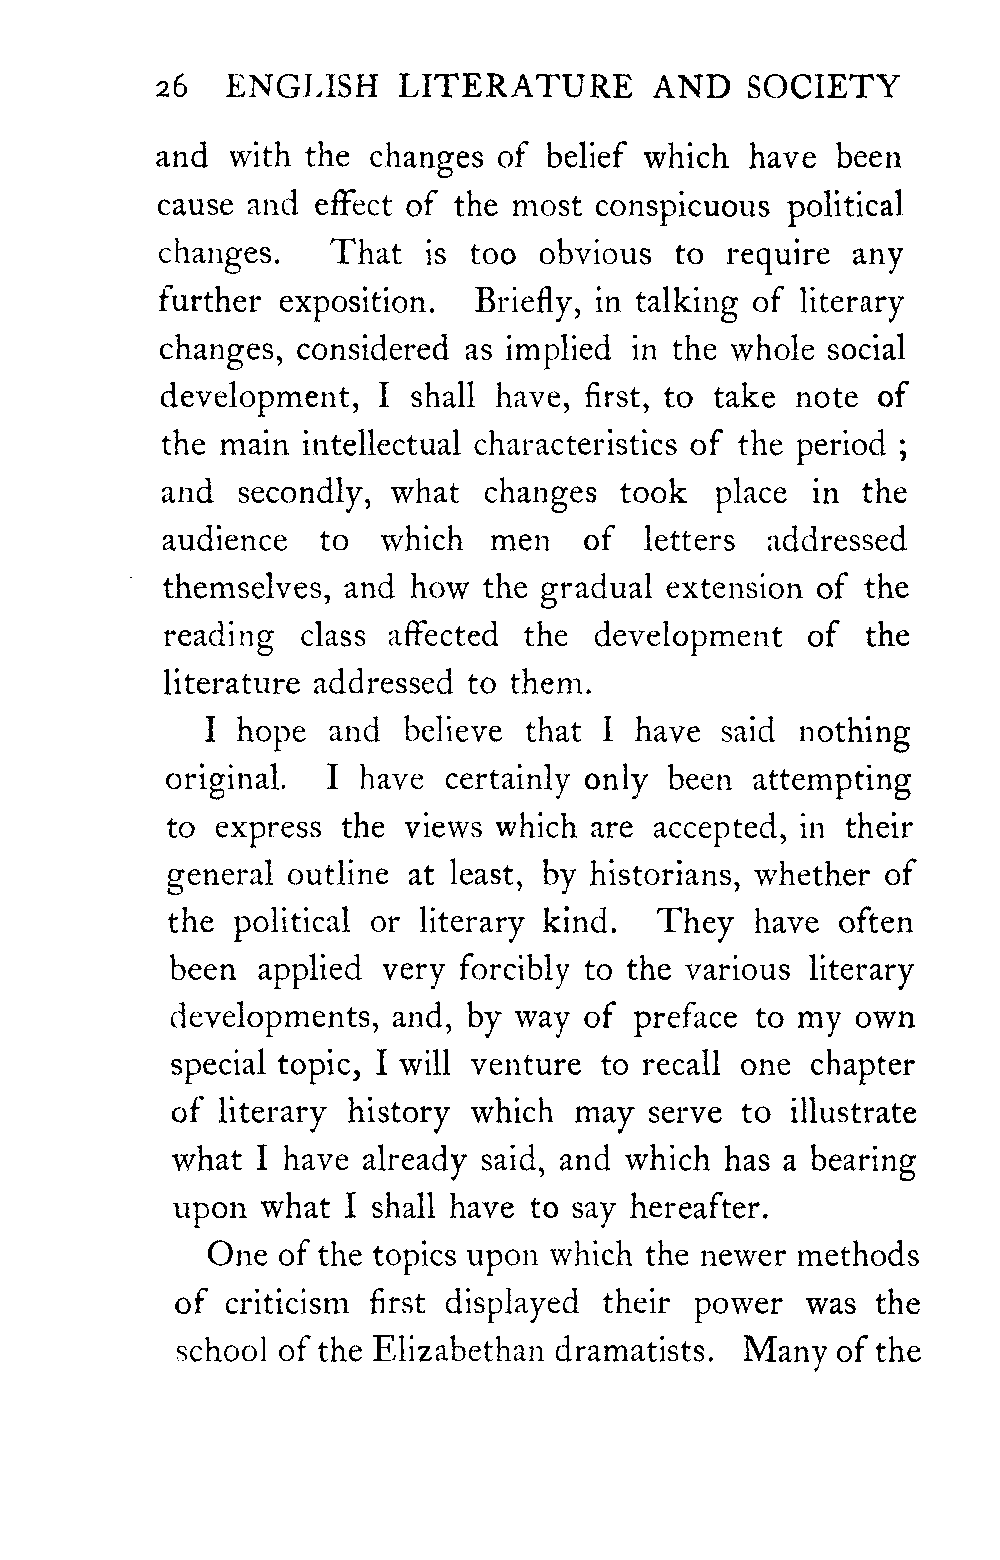 26 ENGLISH LITERATURE AND SOCIETY
and with the changes of belief which have been
cause and effect of the most conspicuous political
changes. That is too obvious to require any
further exposition. Briefly, in talking of literary
changes, considered as implied in the whole social
development, I shall have, first, to take note of
the main intellectual characteristics of the period ;
and secondly, what changes took place in the
audience to which men of letters addressed
themselves, and how the gradual extension of the
reading class affected the development of the
literature addressed to them.
I hope and believe that I have said nothing
original. I have certainly only been attempting
to express the views which are accepted, in their
general outline at least, by historians, whether of
the political or literary kind. They have often
been applied very forcibly to the various literary
developments, and, by way of preface to my own
special topic, I will venture to recall one chapter
of literary history which may serve to illustrate
what I have already said, and which has a bearing
upon what I shall have to say hereafter.
One of the topics upon which the newer methods
of criticism first displayed their power was the
school of the Elizabethan dramatists. Many of the